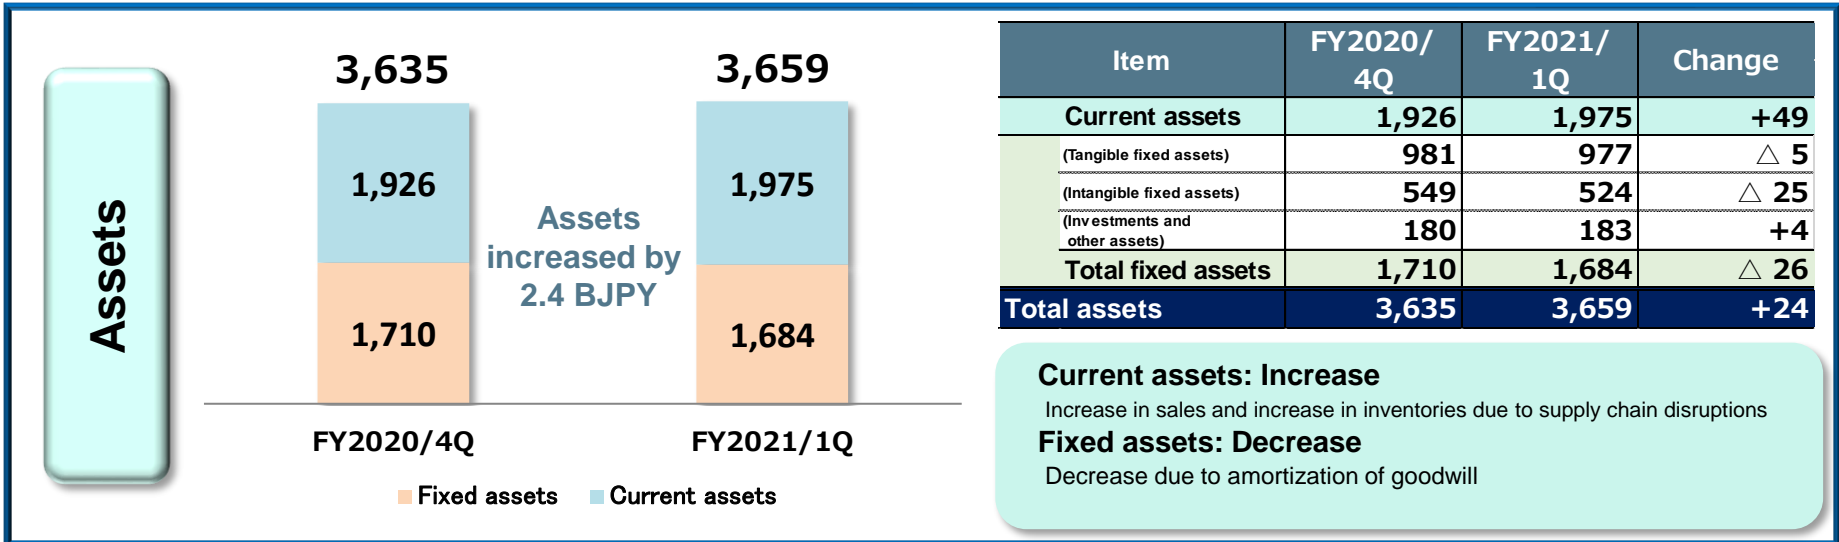 Assets
3,635
3,659
1,926
1,975
Assets
increased by
2.4 BJPY
1,710
1,684
FY2020/4Q
FY2021/1Q
Fixed assets
Current assets
Item FY2020/ 4Q FY2021/ 1Q Change
Current assets 1,926 1,975 +49
(Tangible fixed assets) 981 977 △ 5
(Intangible fixed assets) 549 524 △ 25
(Investments and
other assets) 180 183 +4
Total fixed assets 1,710 1,684 △ 26
Total assets 3,635 3,659 +24
Current assets: Increase
Increase in sales and increase in inventories due to supply chain disruptions
Fixed assets: Decrease
Decrease due to amortization of goodwill